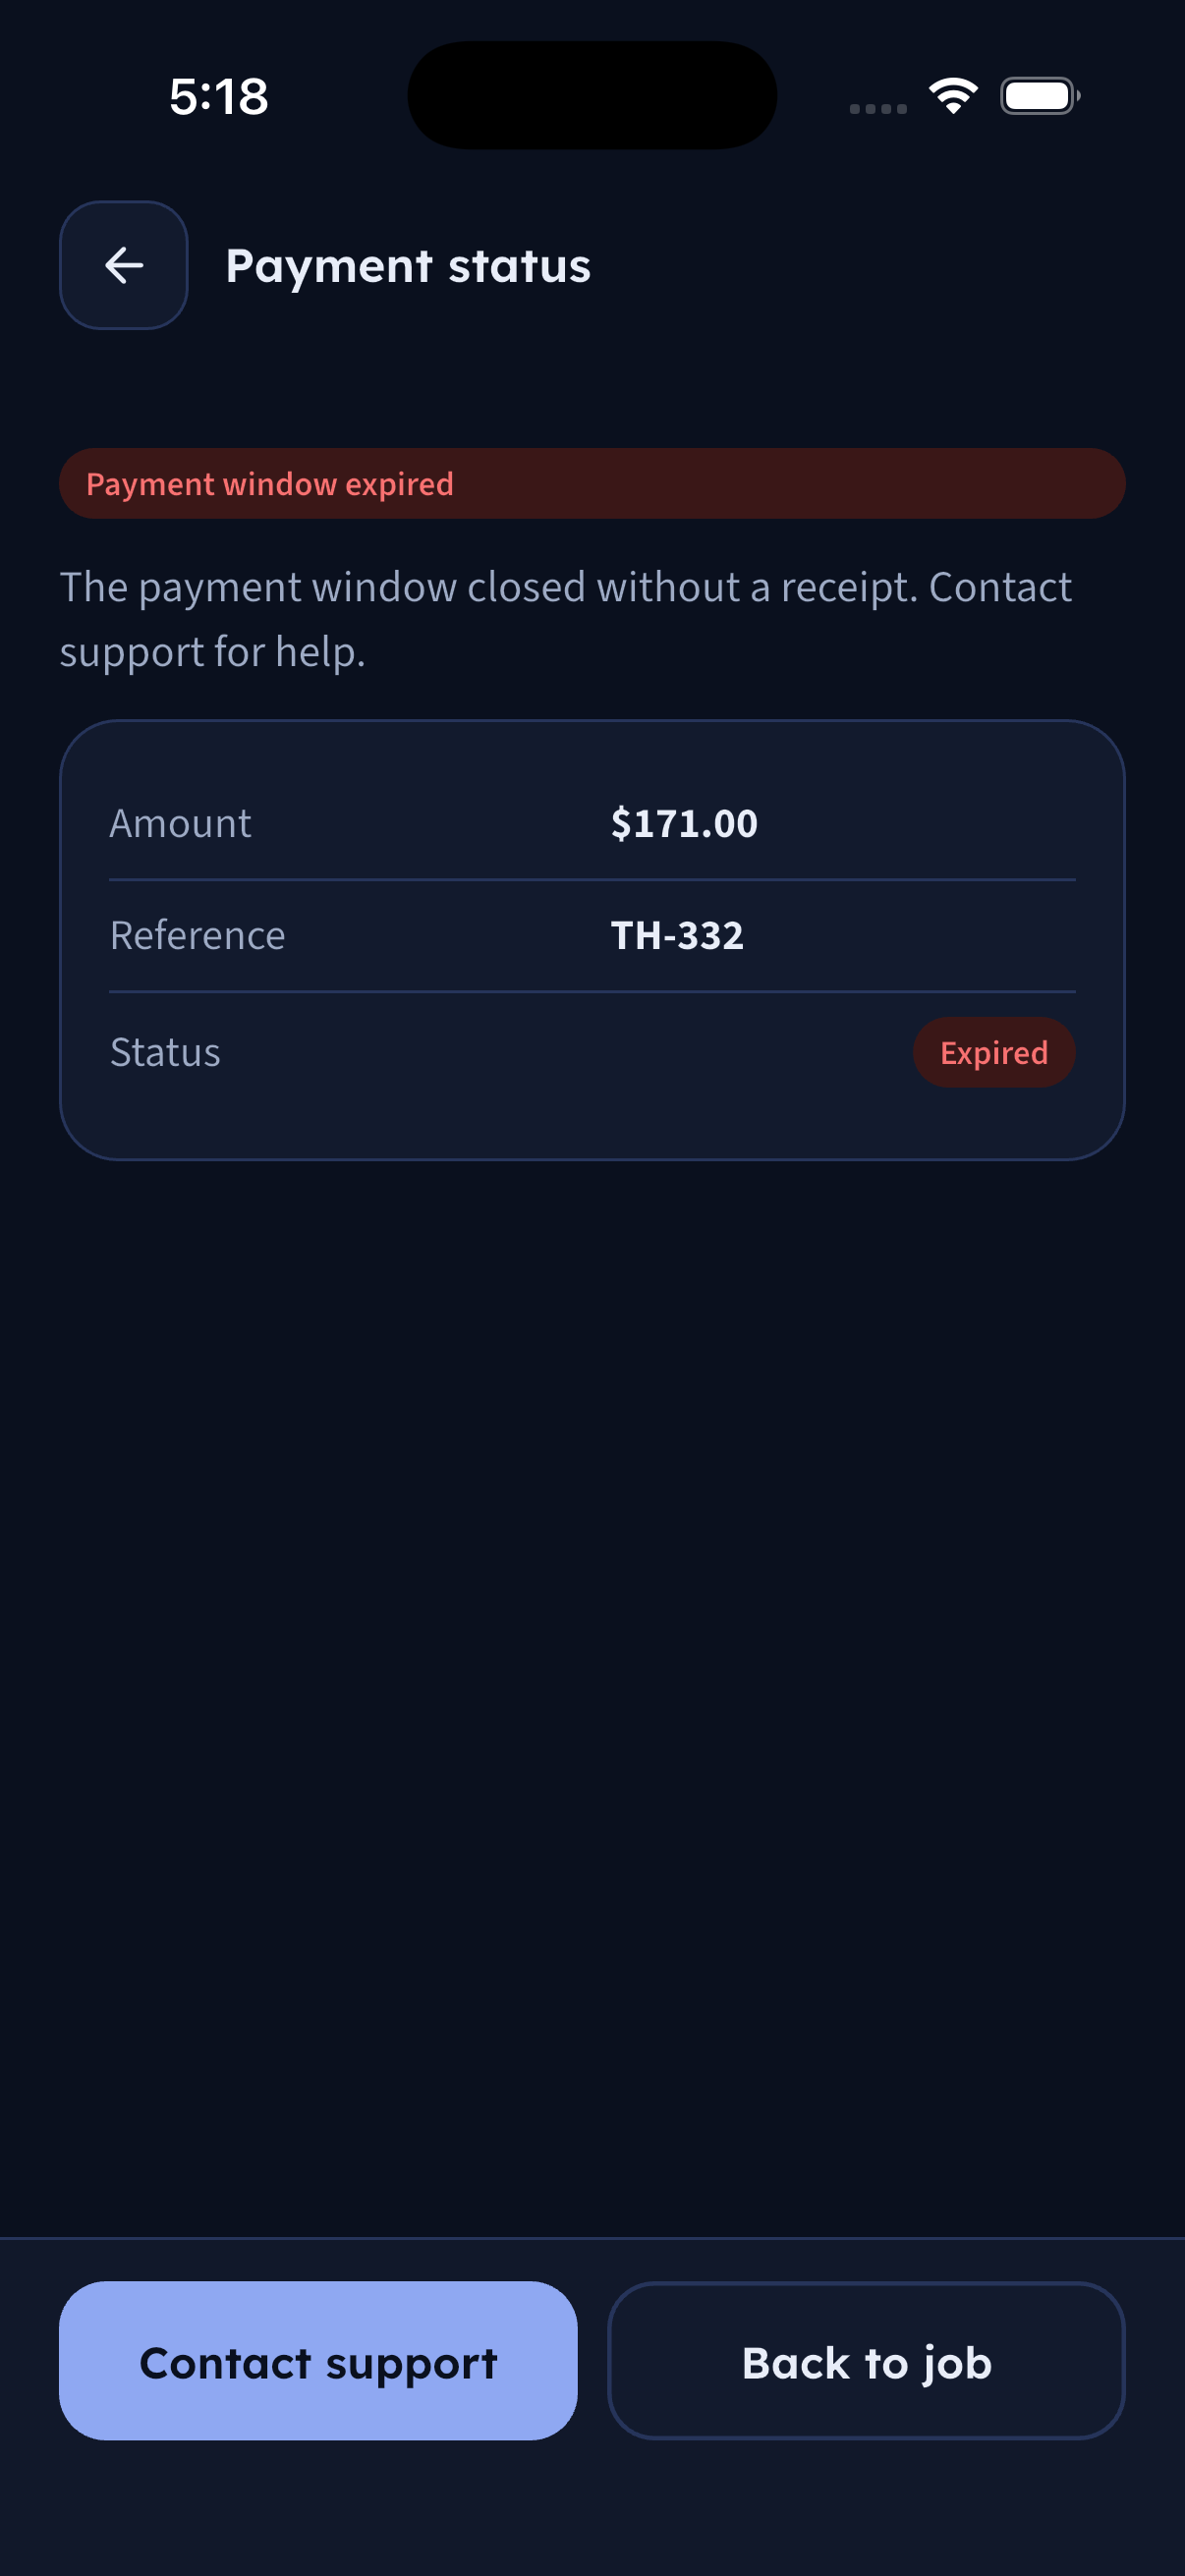 5:18
Payment status
Payment window expired
The payment window closed without a receipt. Contact
support for help.
Amount $171.00
Reference TH-332
Status Expired
Contact support Back to job